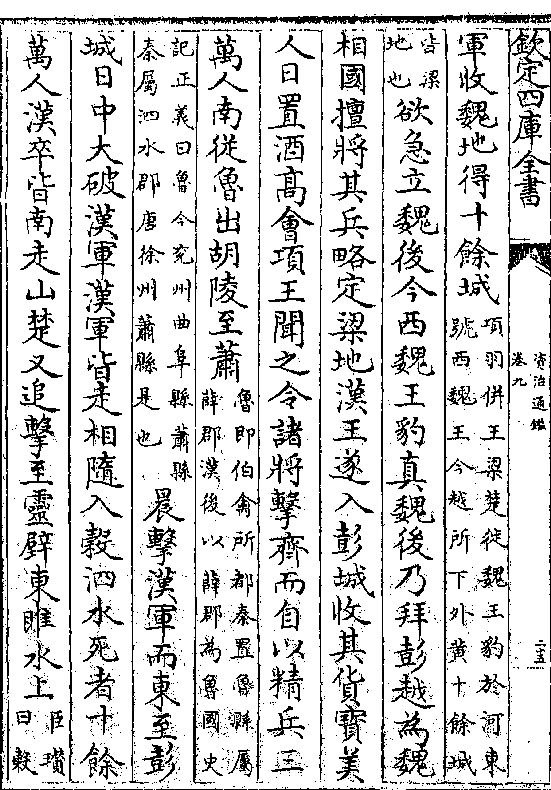 欽定四庫全書
資治通鑑
卷九
二十五
軍收魏地得十餘城項羽併王梁楚徙魏王豹於河東號西魏王今越所下外黃十餘城
皆梁地也欲急立魏後今西魏王豹真魏後乃拜彭越為魏
相國擅將其兵略定梁地漢王遂入彭城收其貨寶美
人日置酒高會項王聞之令諸將擊齊而自以精兵三
萬人南從魯出胡陵至蕭魯即伯禽所都秦置魯縣屬薛郡漢後以薛郡為魯國史
記正義曰魯今兗州曲阜縣蕭縣秦屬泗水郡唐徐州蕭縣是也晨擊漢軍而東至彭
城日中大破漢軍漢軍皆走相隨入穀泗水死者十餘
萬人漢卒皆南走山楚又追擊至靈壁東睢水上臣瓚曰穀